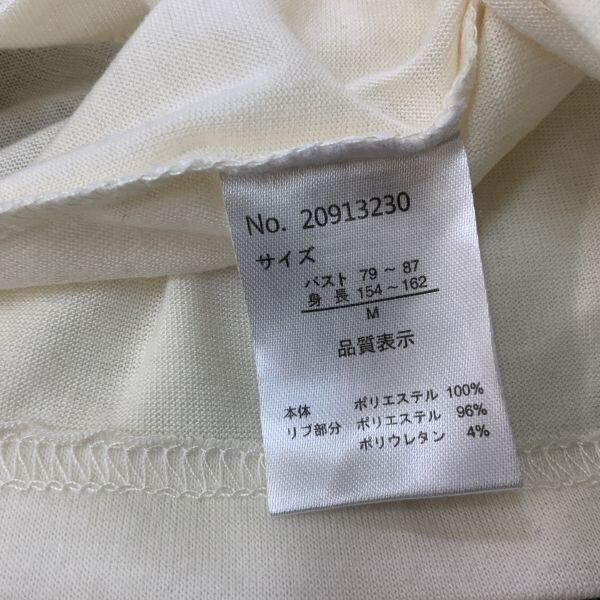 No. 20913230
サイズ
バスト 79 ~ 87
身 長 154 ~ 162
M
品質表示
本体 ポリエステル 100%
リブ部分 ポリエステル 96%
ポリウレタン 4%